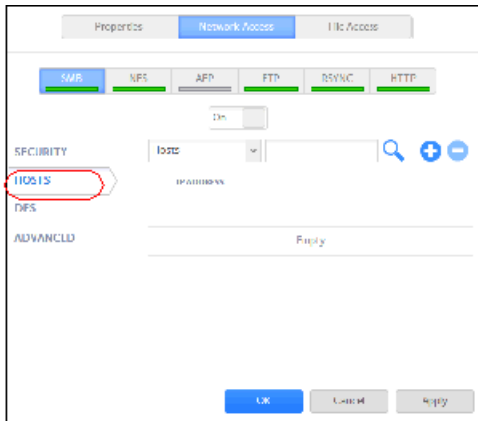 Properties Network Access File Access
SMB NFS AFP FTP RSYNC HTTP
On
SECURITY Hosts
HOSTS IP ADDRESS
DFS
ADVANCED Empty
OK Cancel Apply